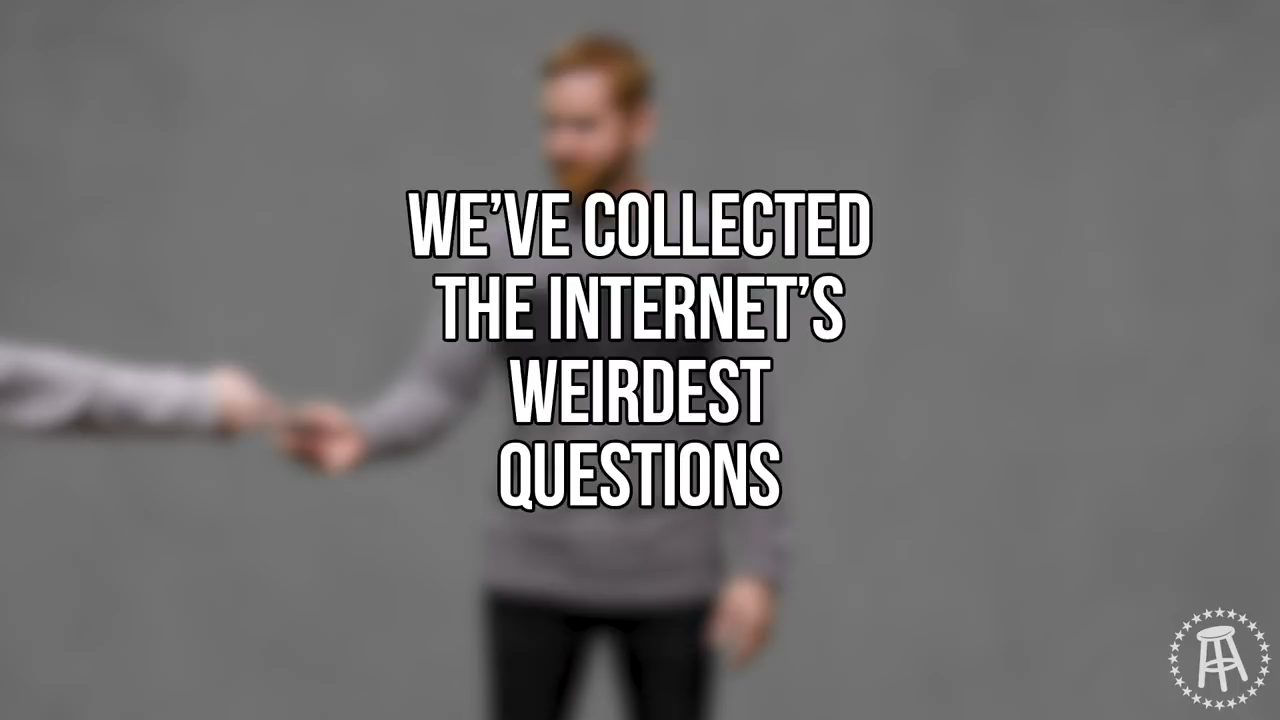 WE’VE COLLECTED
THE INTERNET’S
WEIRDEST
QUESTIONS